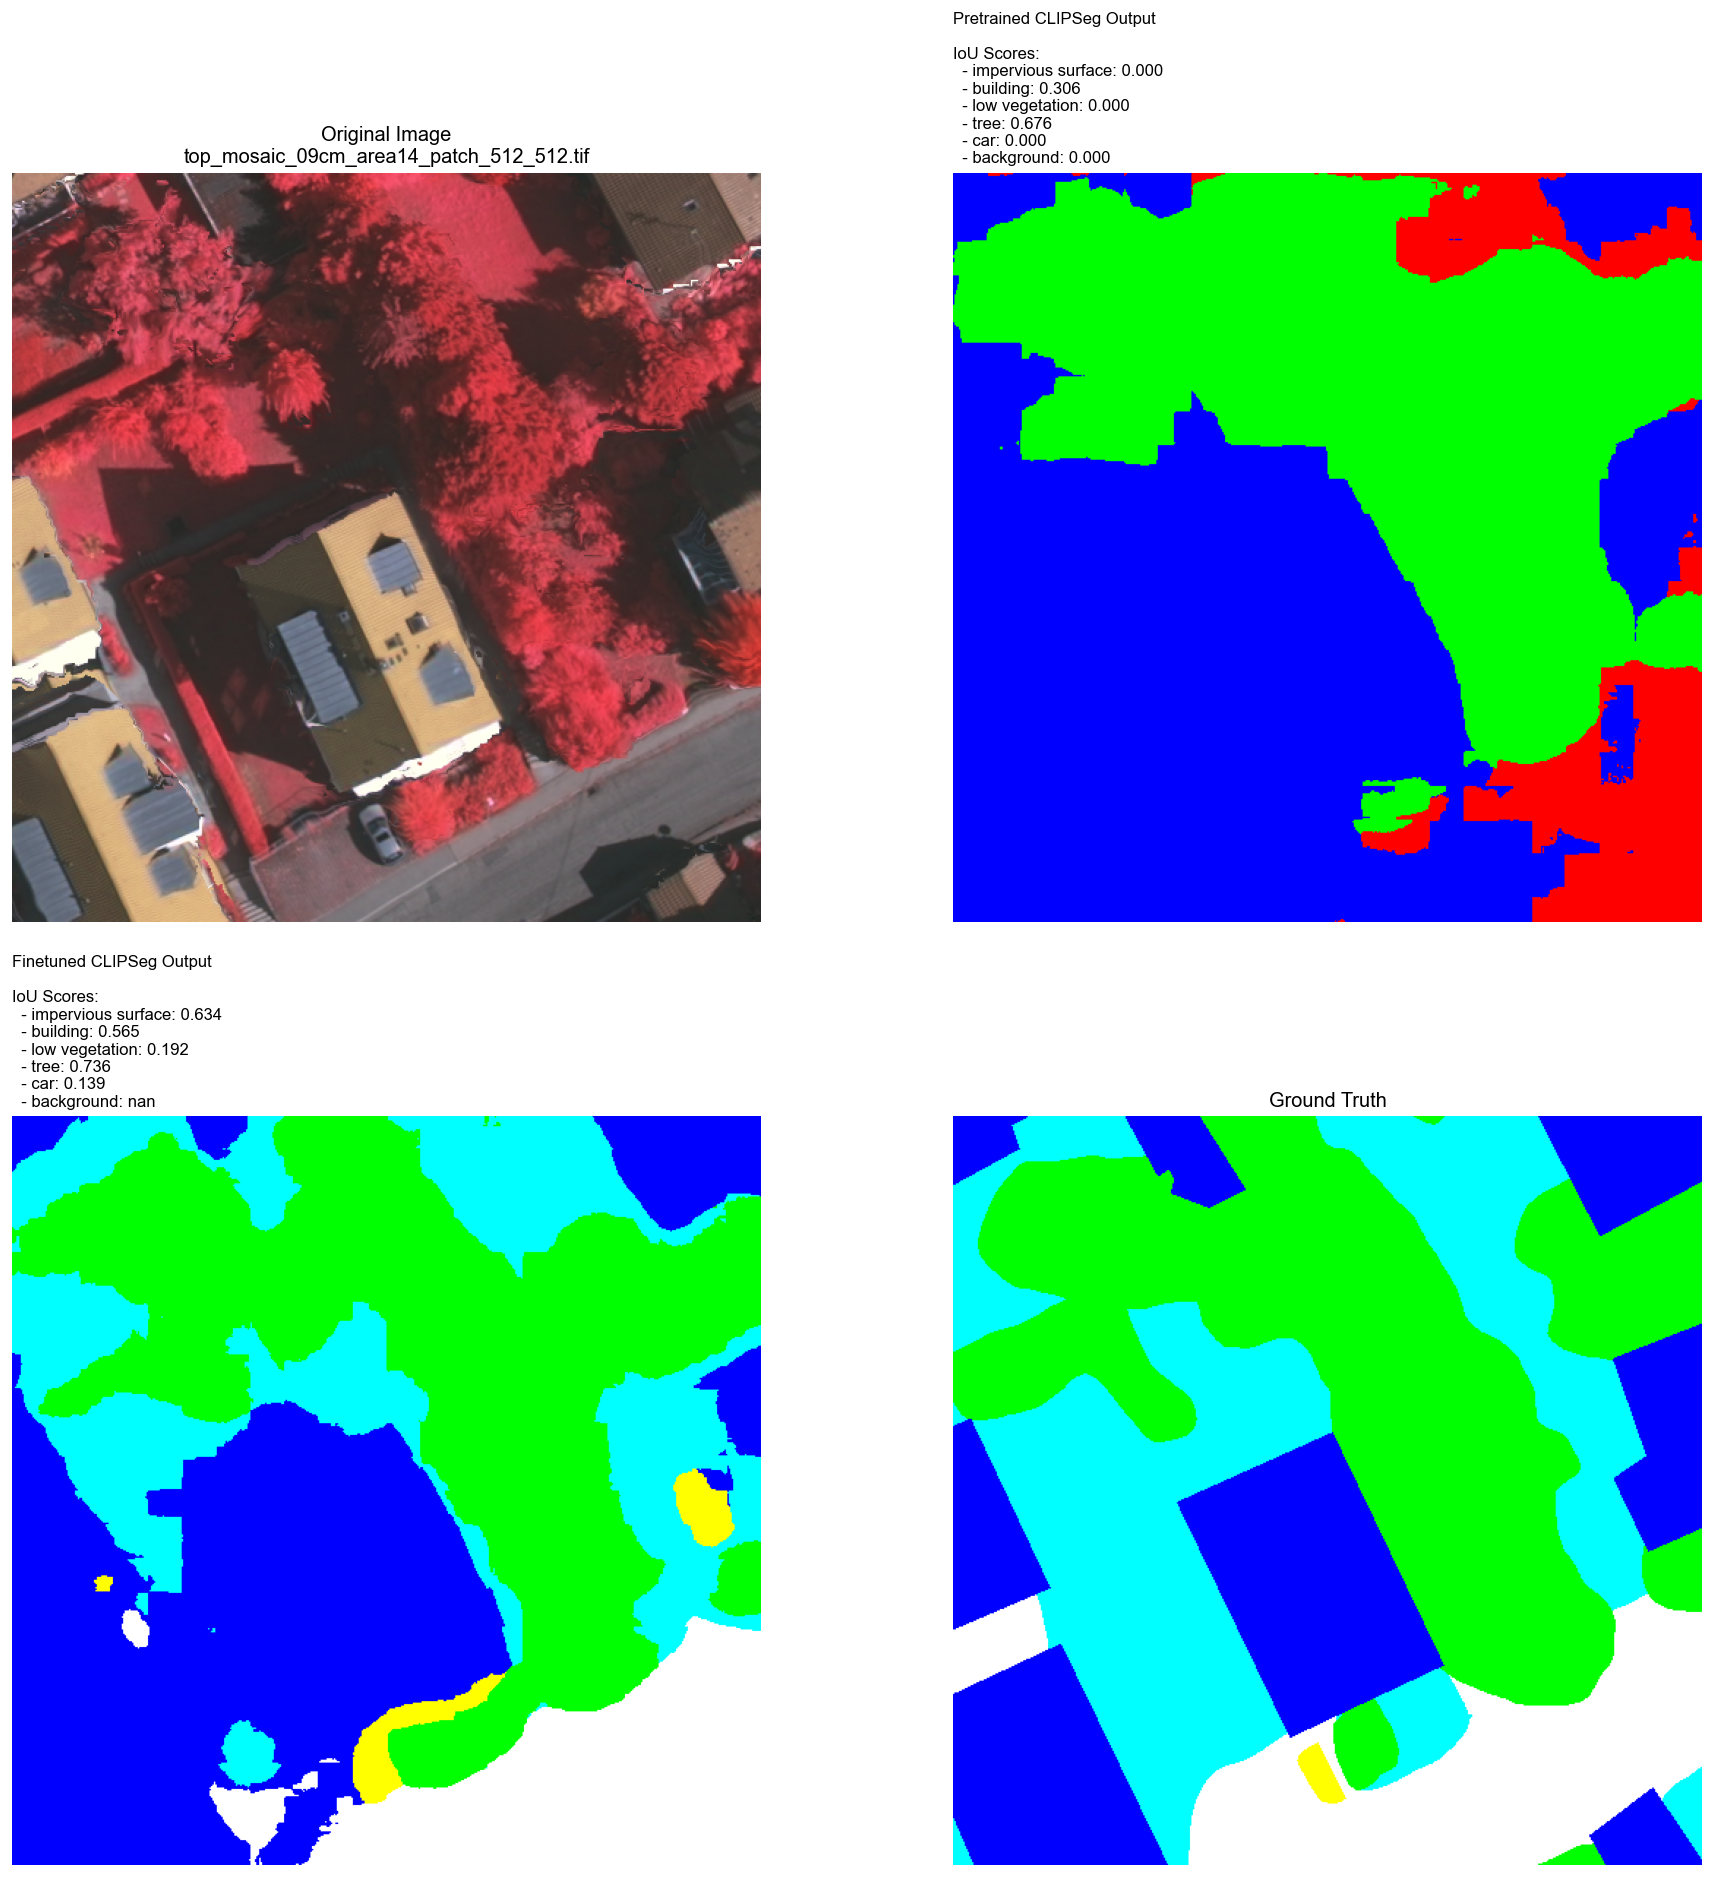 Pretrained CLIPSeg Output
IoU Scores:
- impervious surface: 0.000
- building: 0.306
- low vegetation: 0.000
- tree: 0.676
- car: 0.000
- background: 0.000
Original Image
top_mosaic_09cm_area14_patch_512_512.tif
Finetuned CLIPSeg Output
IoU Scores:
- impervious surface: 0.634
- building: 0.565
- low vegetation: 0.192
- tree: 0.736
- car: 0.139
- background: nan
Ground Truth